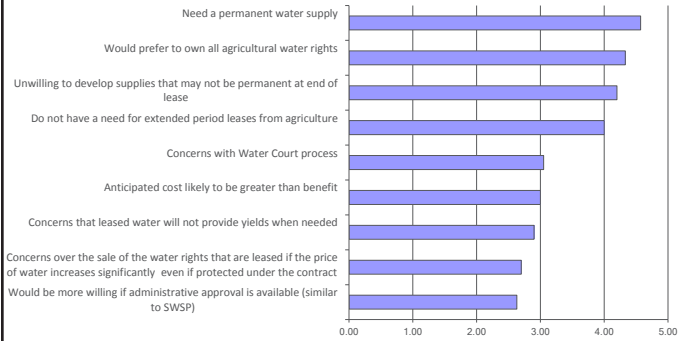 Need a permanent water supply
Would prefer to own all agricultural water rights
Unwilling to develop supplies that may not be permanent at end of
lease
Do not have a need for extended period leases from agriculture
Concerns with Water Court process
Anticipated cost likely to be greater than benefit
Concerns that leased water will not provide yields when needed
Concerns over the sale of the water rights that are leased if the price
of water increases significantly even if protected under the contract
Would be more willing if administrative approval is available (similar
to SWSP)
0.00 1.00 2.00 3.00 4.00 5.00